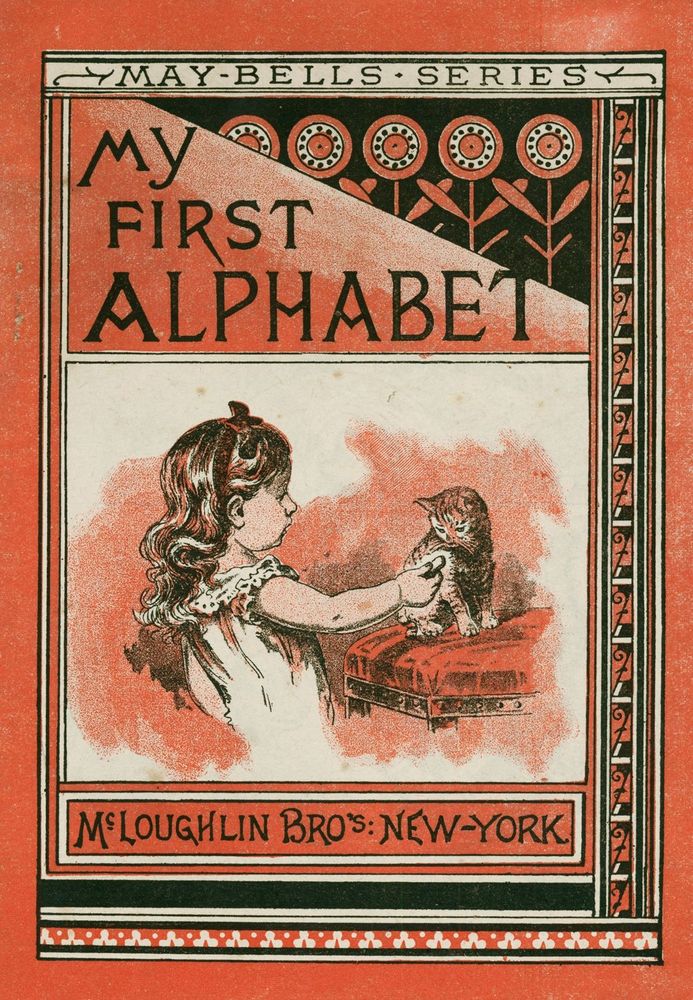 MAY-BELLS · SERIES
My
FIRST
ALPHABET
McLOUGHLIN BRO'S: NEW-YORK.